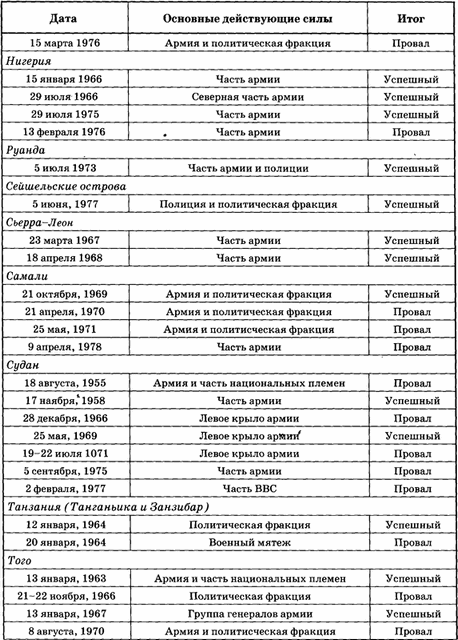 Дата Основные действующие силы Итог
15 марта 1976 Армия и политическая фракция Провал
Нигерия
15 января 1966 Часть армии Успешный
29 июля 1966 Северная часть армии Успешный
29 июля 1975 Часть армии Успешный
13 февраля 1976 Часть армии Провал
Руанда
5 июля 1973 Часть армии и полиции Успешный
Сейшельские острова
5 июня, 1977 Полиция и политическая фракция Успешный
Сьерра-Леон
23 марта 1967 Часть армии Успешный
18 апреля 1968 Часть армии Успешный
Самали
21 октября, 1969 Армия и политическая фракция Успешный
21 апреля, 1970 Армия и политическая фракция Провал
25 мая, 1971 Армия и политисческая фракция Провал
9 апреля, 1978 Часть армии Провал
Судан
18 августа, 1955 Армия и часть национальных племен Провал
17 наября, 1958 Часть армии Успешный
28 декабря, 1966 Левое крыло армии Провал
25 мая, 1969 Левое крыло армии Успешный
19–22 июля 1071 Левое крыло армии Провал
5 сентября, 1975 Часть армии Провал
2 февраля, 1977 Часть ВВС Провал
Танзания (Танганьика и Занзибар)
12 января, 1964 Политическая фракция Успешный
20 января, 1964 Военный мятеж Провал
Того
13 января, 1963 Армия и часть национальных племен Успешный
21–22 ноября, 1966 Политическая фракция Провал
13 января, 1967 Группа генералов армии Успешный
8 августа, 1970 Армия и политисческая фракция Провал